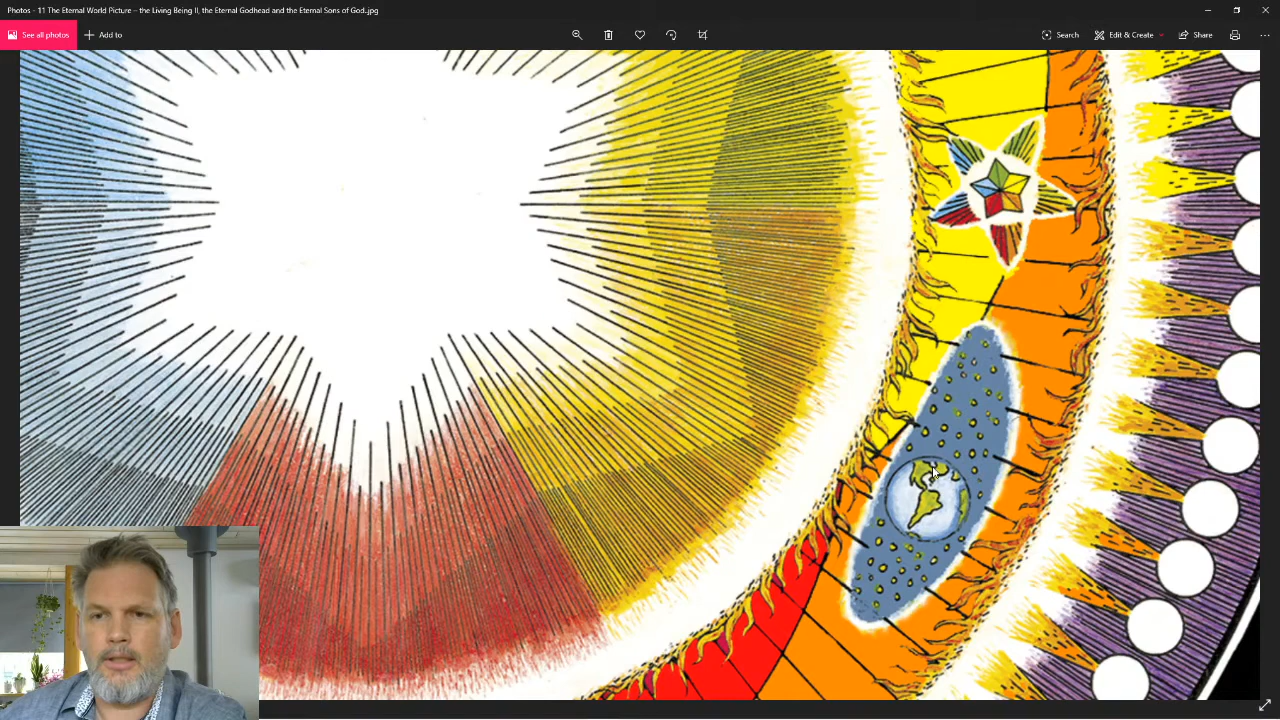 Photos - 11 The Eternal World Picture – the Living Being II, the Eternal Godhead and the Eternal Sons of God..jpg
See all photos
Add to
Search
Edit & Create
Share